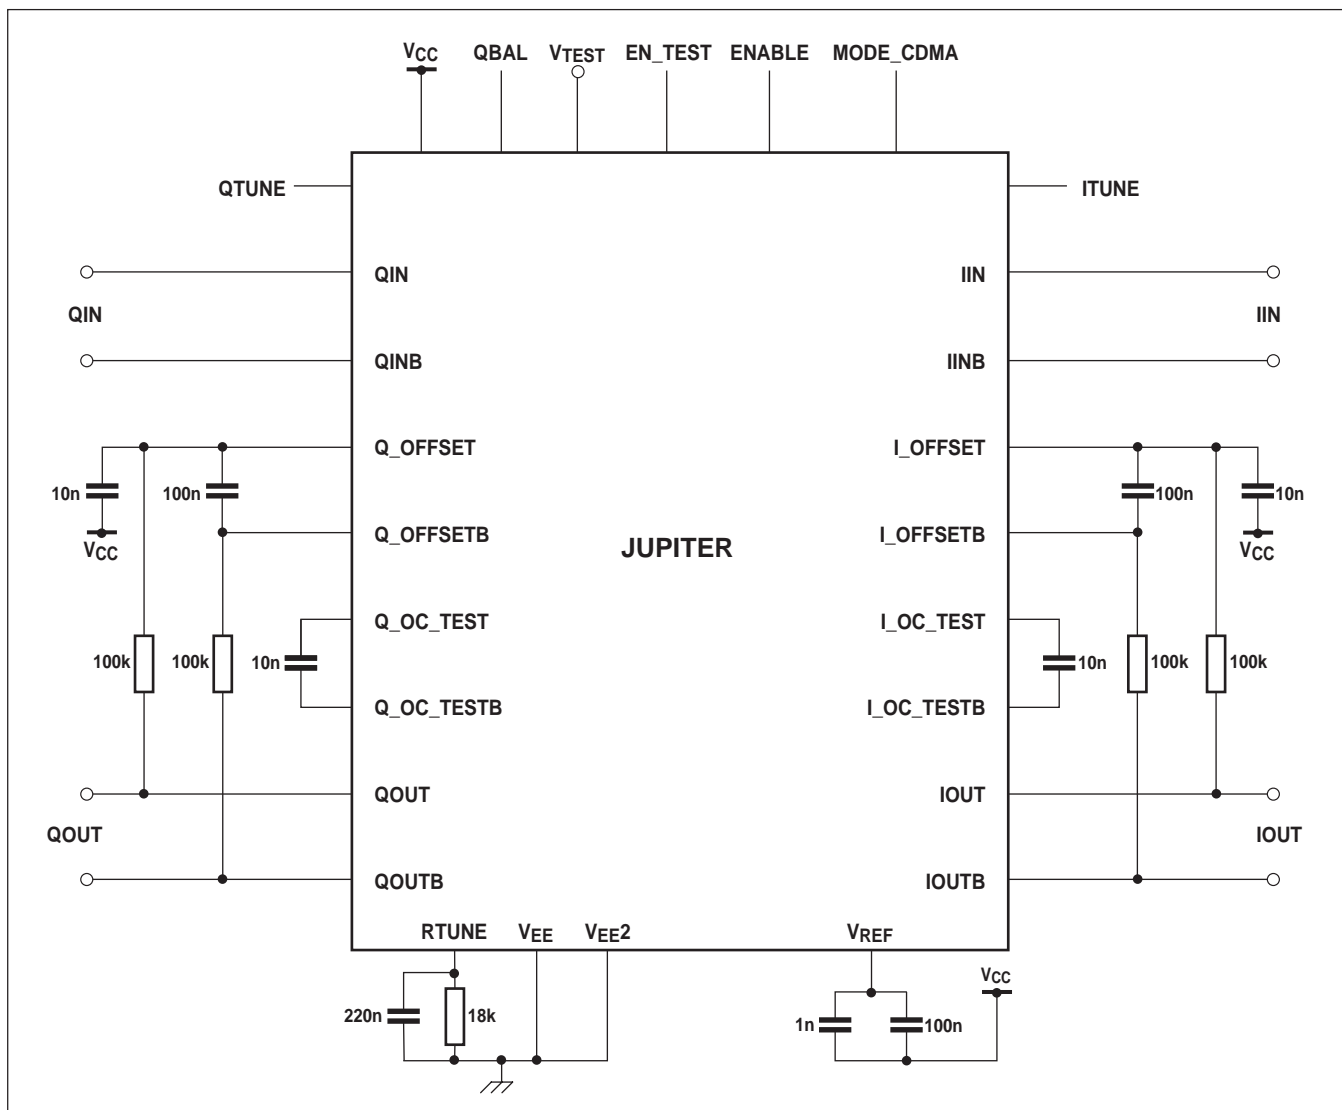 VCC QBAL VTEST EN_TEST ENABLE MODE_CDMA
QTUNE ITUNE
QIN IIN
QIN IIN
QINB IINB
Q_OFFSET I_OFFSET
10n 100n 100n 10n
Q_OFFSETB I_OFFSETB
VCC JUPITER VCC
Q_OC_TEST I_OC_TEST
100k 100k 10n 10n 100k 100k
Q_OC_TESTB I_OC_TESTB
QOUT IOUT
QOUT IOUT
QOUTB IOUTB
RTUNE VEE VEE2 VREF
VCC
220n 18k 1n 100n